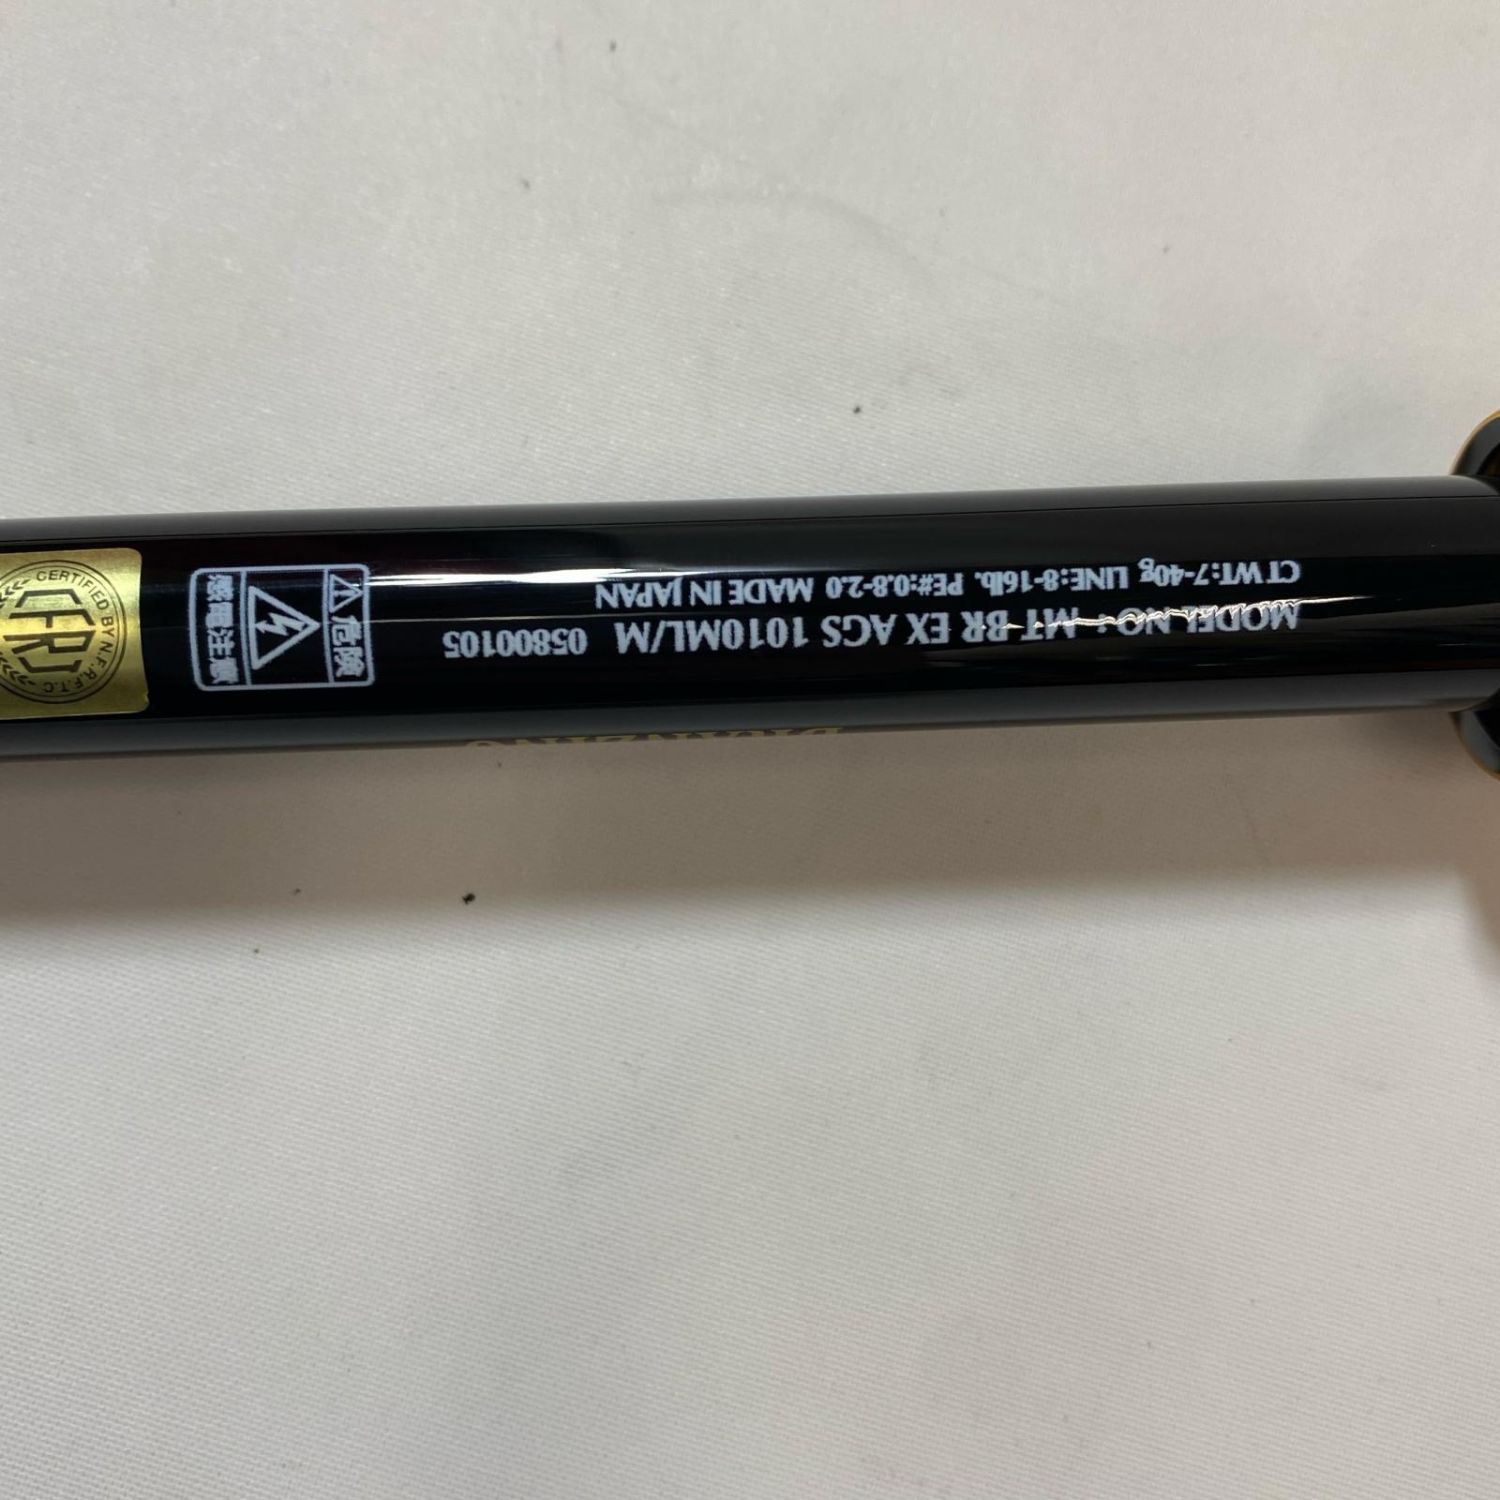 MODEL NO : MT-BR EX AGS 1010ML/M 05800105
CTWT:7-40g LINE:8-16lb. PE#:0.8-2.0 MADE IN JAPAN
⚠危険
感電注意
CERTIFIED BY N.F.R.F.T.C
CFRJ